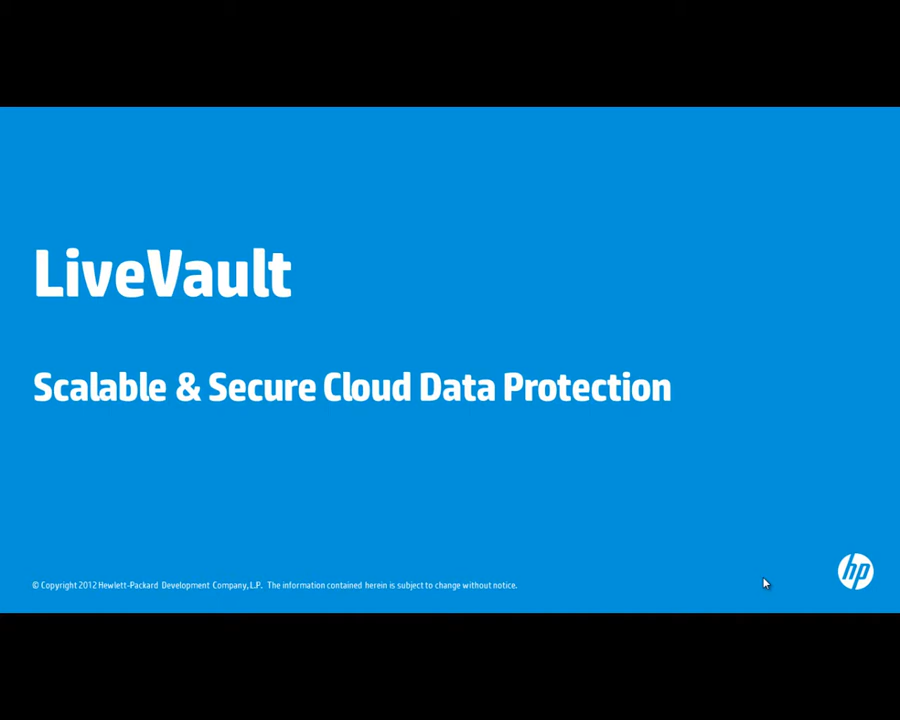 LiveVault
Scalable & Secure Cloud Data Protection
© Copyright 2012 Hewlett-Packard Development Company, L.P. The information contained herein is subject to change without notice.
hp